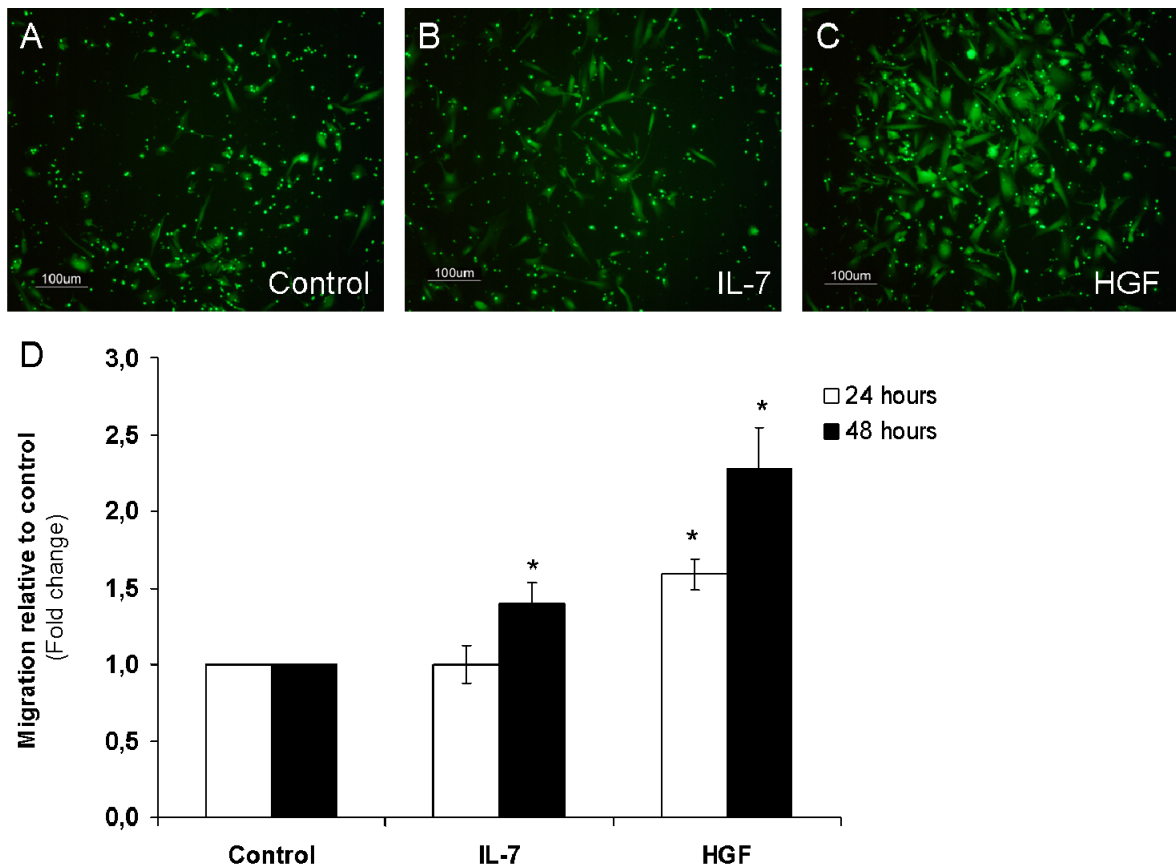 A
100um
Control
B
100um
IL-7
C
100um
HGF
D
Migration relative to control
(Fold change)
3,0
2,5
2,0
1,5
1,0
0,5
0,0
*
*
*
24 hours
48 hours
Control
IL-7
HGF